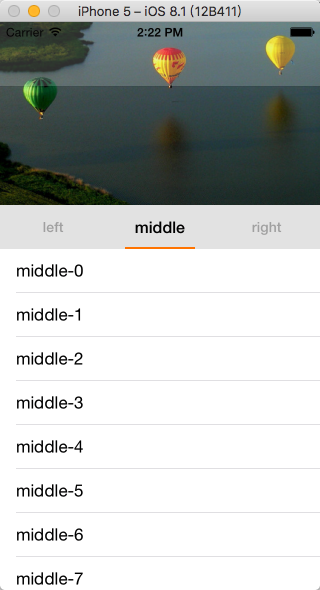 iPhone 5 – iOS 8.1 (12B411)
Carrier 2:22 PM
left middle right
middle-0
middle-1
middle-2
middle-3
middle-4
middle-5
middle-6
middle-7